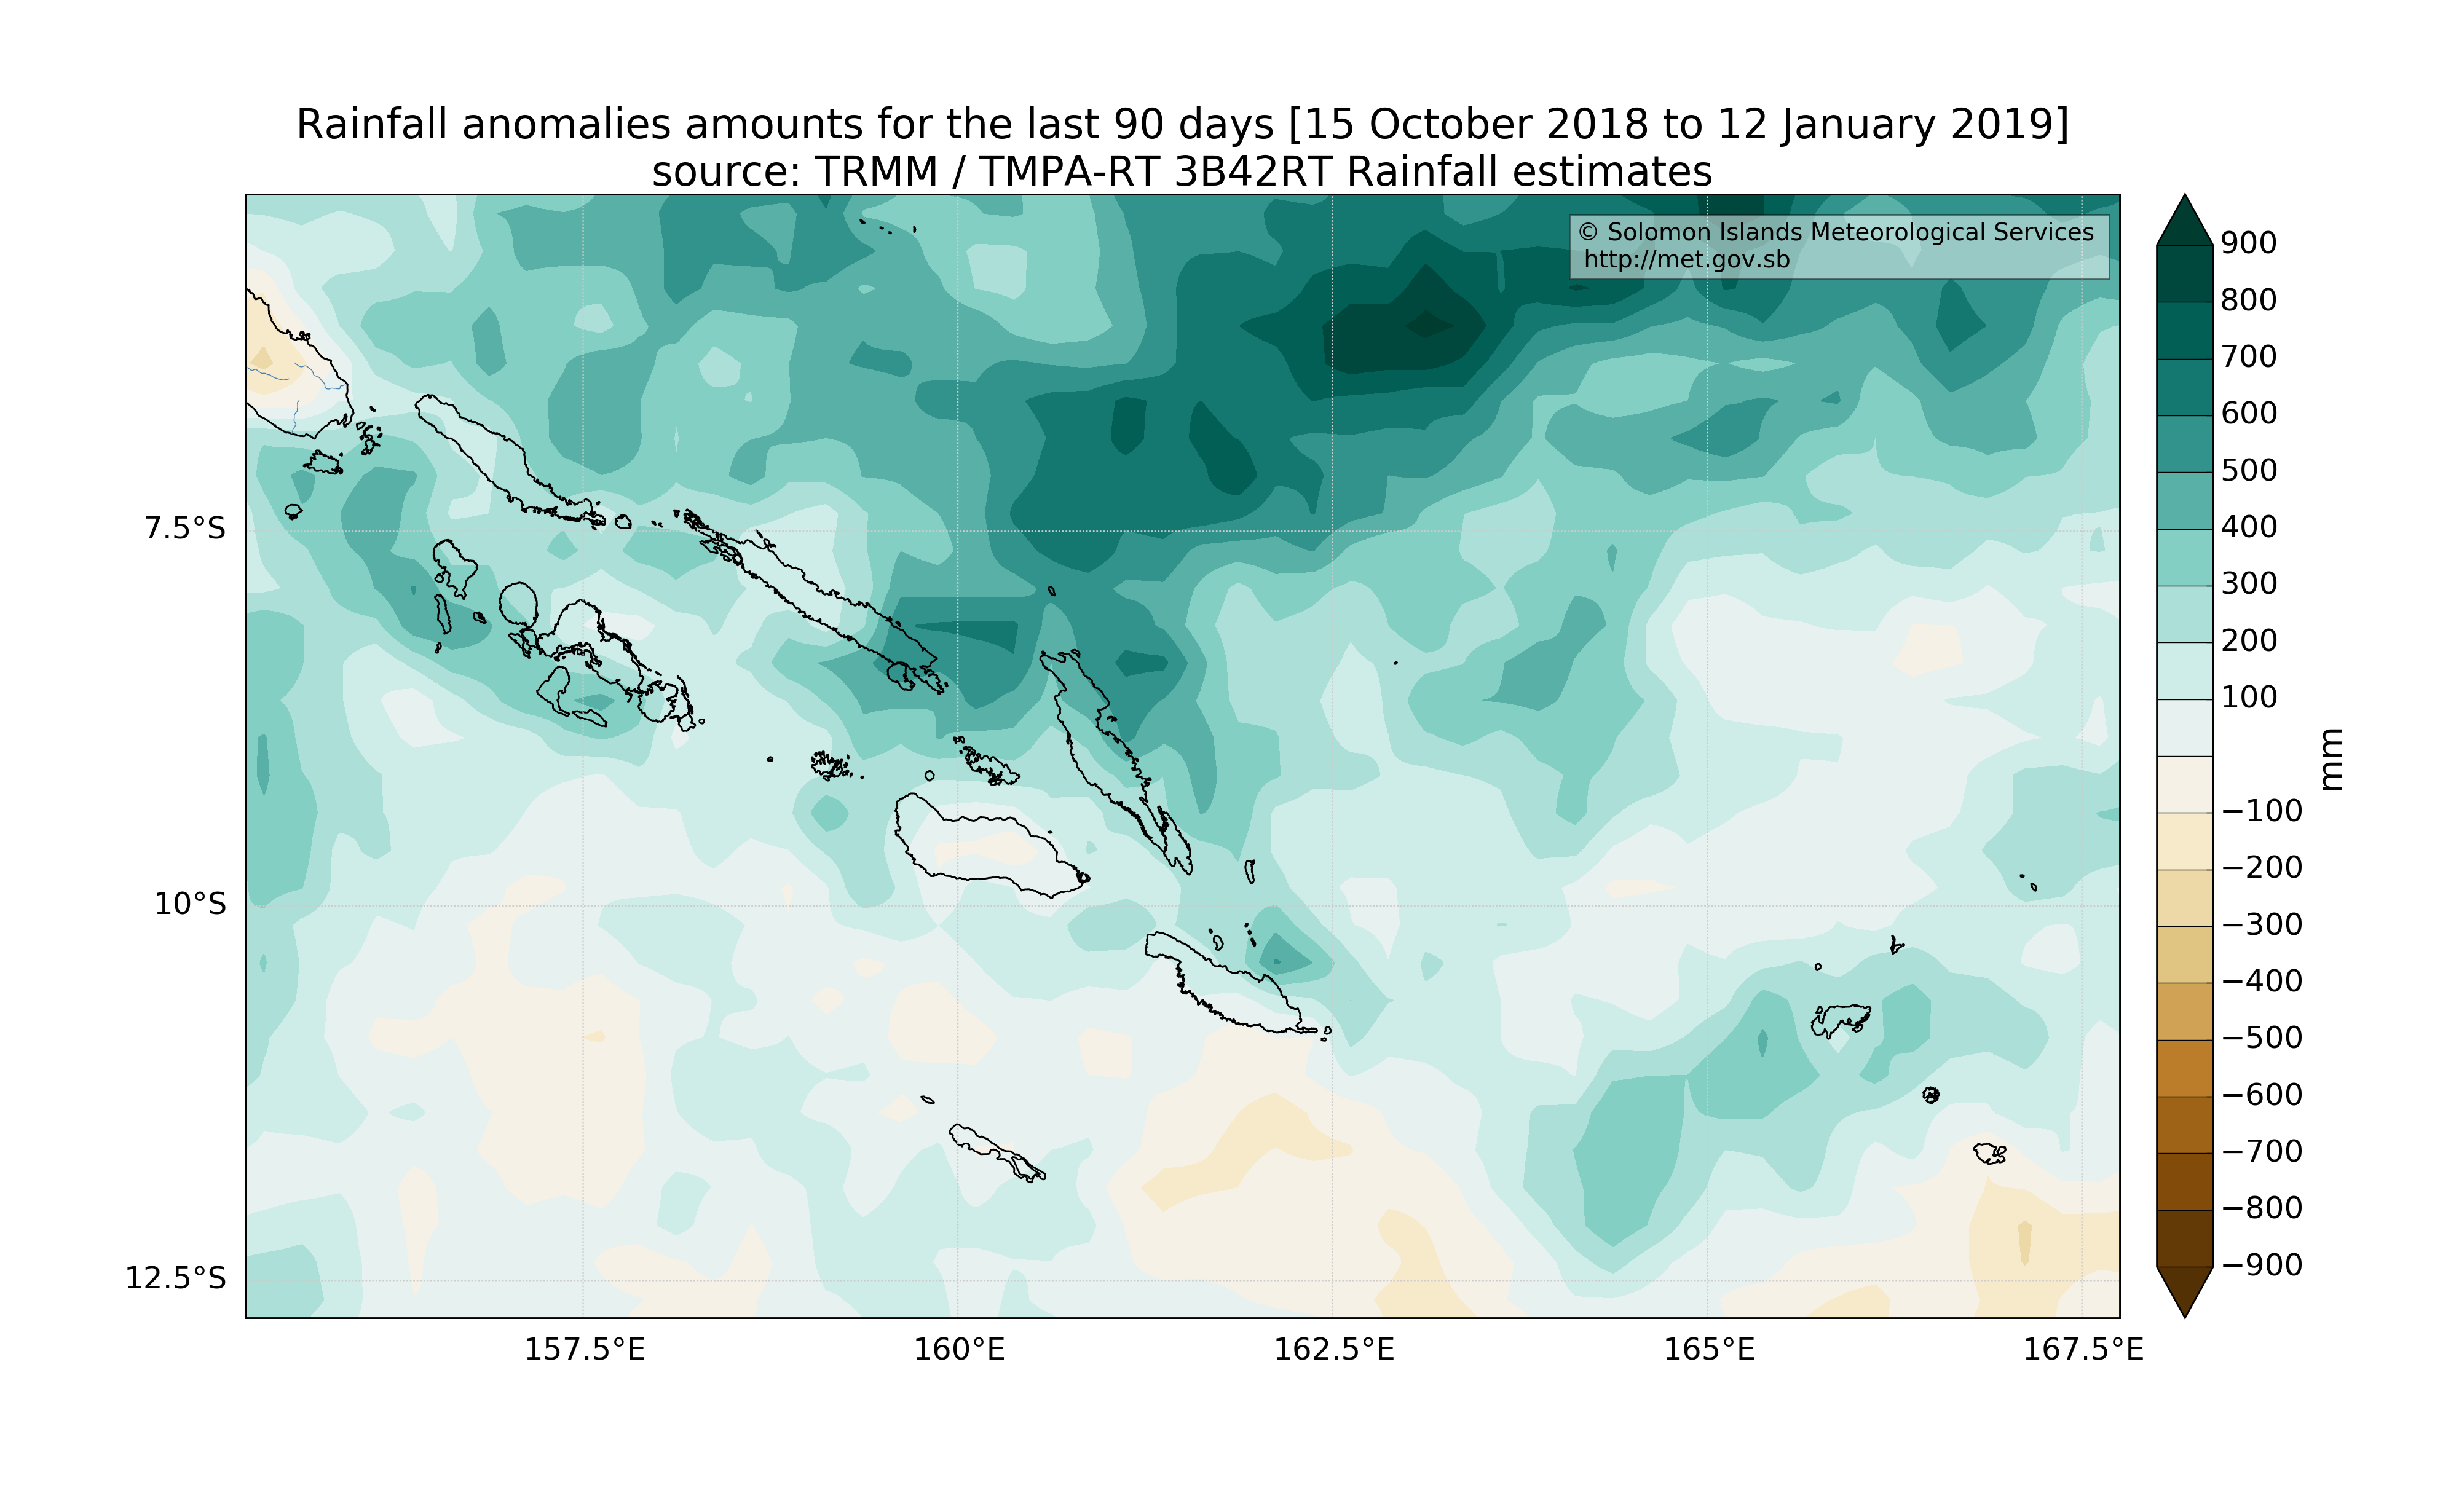 Rainfall anomalies amounts for the last 90 days [15 October 2018 to 12 January 2019]
source: TRMM / TMPA-RT 3B42RT Rainfall estimates
© Solomon Islands Meteorological Services
http://met.gov.sb
7.5°S
10°S
12.5°S
157.5°E
160°E
162.5°E
165°E
167.5°E
900
800
700
600
500
400
300
200
100
−100
−200
−300
−400
−500
−600
−700
−800
−900
mm